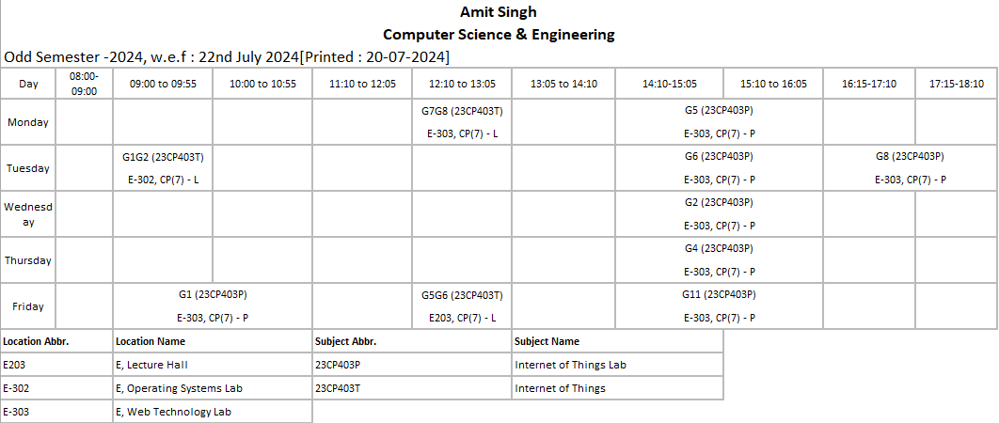 Amit Singh
Computer Science & Engineering
Odd Semester -2024, w.e.f : 22nd July 2024[Printed : 20-07-2024]
Day 08:00-09:00 09:00 to 09:55 10:00 to 10:55 11:10 to 12:05 12:10 to 13:05 13:05 to 14:10 14:10-15:05 15:10 to 16:05 16:15-17:10 17:15-18:10
Monday
G7G8 (23CP403T) G5 (23CP403P)
E-303, CP(7) - L E-303, CP(7) - P
Tuesday
G1G2 (23CP403T) G6 (23CP403P) G8 (23CP403P)
E-302, CP(7) - L E-303, CP(7) - P E-303, CP(7) - P
Wednesd
ay
G2 (23CP403P)
E-303, CP(7) - P
Thursday
G4 (23CP403P)
E-303, CP(7) - P
Friday
G1 (23CP403P) G5G6 (23CP403T) G11 (23CP403P)
E-303, CP(7) - P E203, CP(7) - L E-303, CP(7) - P
Location Abbr. Location Name Subject Abbr. Subject Name
E203 E, Lecture Hall 23CP403P Internet of Things Lab
E-302 E, Operating Systems Lab 23CP403T Internet of Things
E-303 E, Web Technology Lab